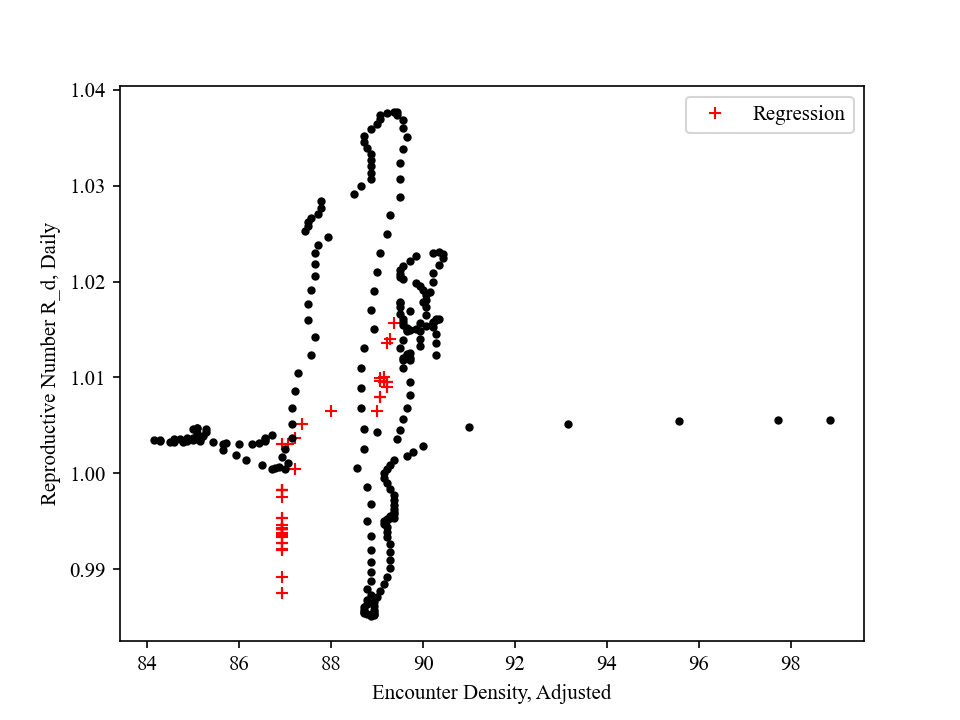 1.04
Regression
1.03
1.02
1.01
1.00
0.99
Reproductive Number R_d, Daily
84 86 88 90 92 94 96 98
Encounter Density, Adjusted